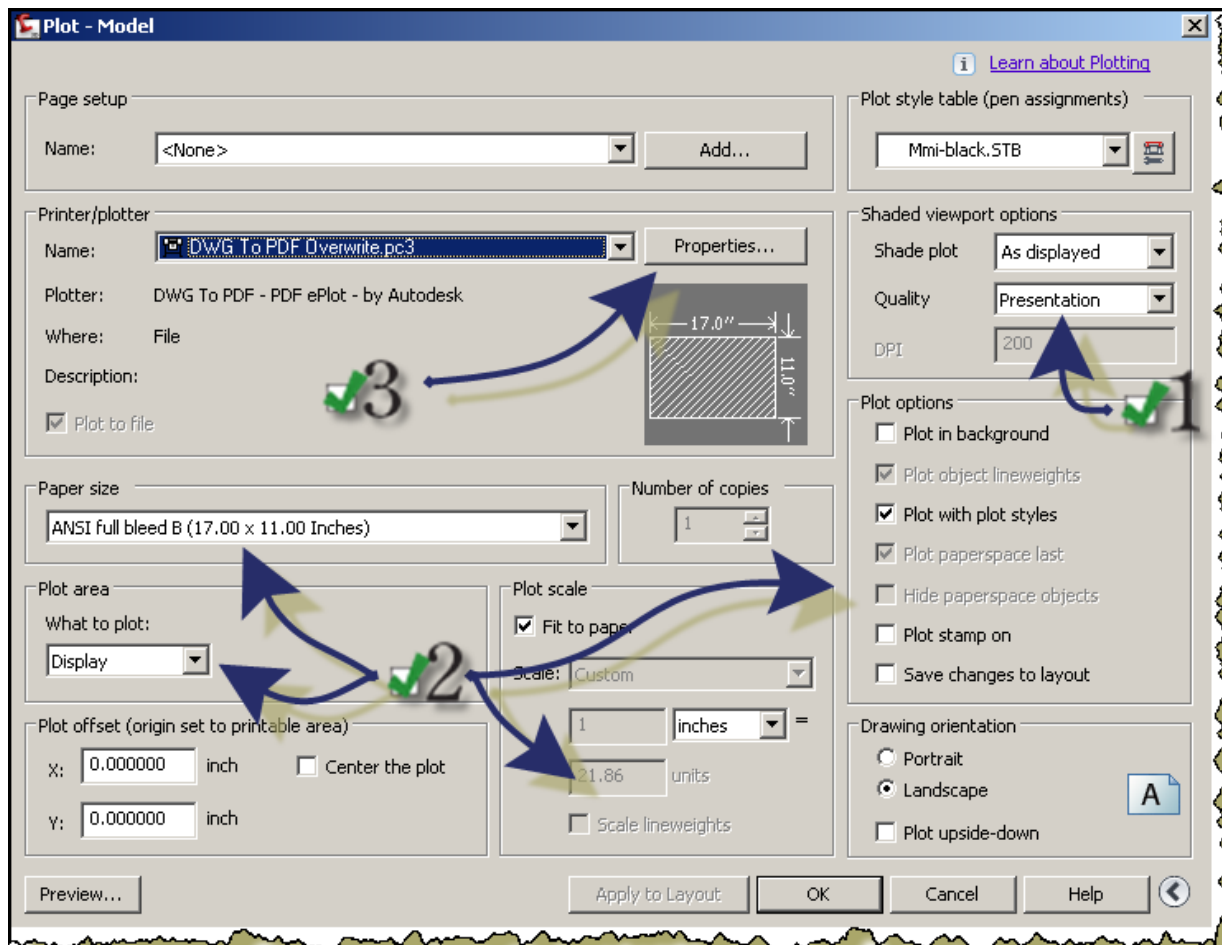 Plot - Model
Learn about Plotting
Page setup
Name: <None> Add...
Plot style table (pen assignments)
Mmi-black.STB
Printer/plotter
Name: DWG To PDF Overwrite.pc3 Properties...
Plotter: DWG To PDF - PDF ePlot - by Autodesk
Where: File
Description:
Plot to file
17.0"
11.0"
3
Shaded viewport options
Shade plot As displayed
Quality Presentation
DPI 200
1
Paper size
ANSI full bleed B (17.00 x 11.00 Inches)
Number of copies
1
Plot options
Plot in background
Plot object lineweights
Plot with plot styles
Plot paperspace last
Hide paperspace objects
Plot stamp on
Save changes to layout
Plot area
What to plot:
Display
2
Plot scale
Fit to paper
Scale: Custom
1 inches =
21.86 units
Scale lineweights
Plot offset (origin set to printable area)
X: 0.000000 inch Center the plot
Y: 0.000000 inch
Drawing orientation
Portrait
Landscape
Plot upside-down
A
Preview... Apply to Layout OK Cancel Help